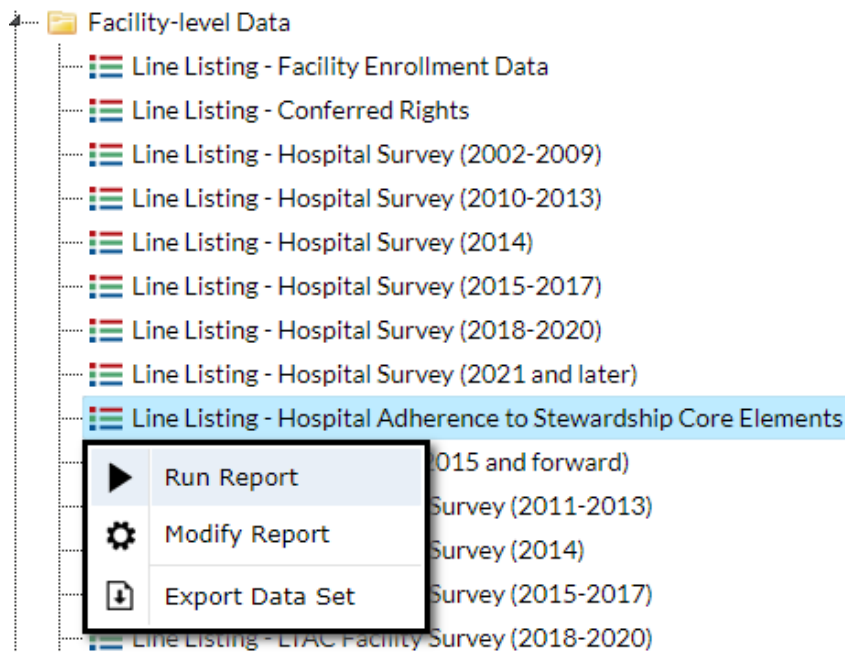 Facility-level Data
Line Listing - Facility Enrollment Data
Line Listing - Conferred Rights
Line Listing - Hospital Survey (2002-2009)
Line Listing - Hospital Survey (2010-2013)
Line Listing - Hospital Survey (2014)
Line Listing - Hospital Survey (2015-2017)
Line Listing - Hospital Survey (2018-2020)
Line Listing - Hospital Survey (2021 and later)
Line Listing - Hospital Adherence to Stewardship Core Elements
2015 and forward)
Run Report
Survey (2011-2013)
Modify Report
Survey (2014)
Export Data Set
Survey (2015-2017)
Line Listing - LTAC Facility Survey (2018-2020)